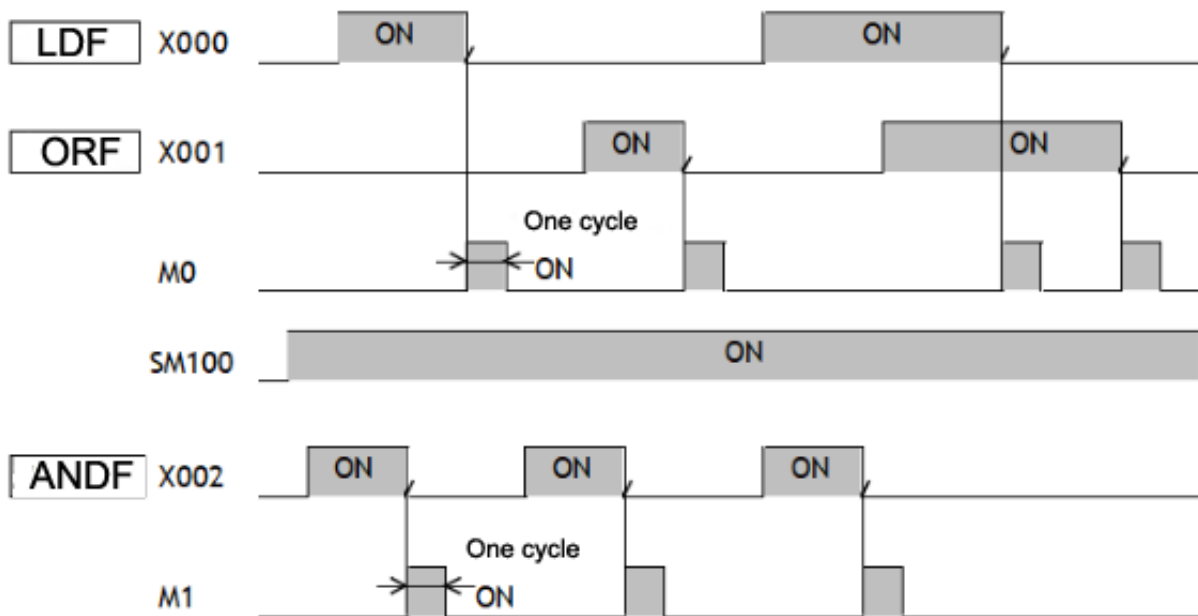 LDF X000 ON ON
ORF X001 ON ON
One cycle
M0 ON
SM100 ON
ANDF X002 ON ON ON
One cycle
M1 ON